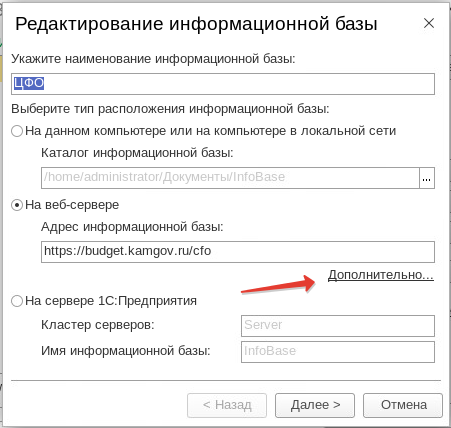 Редактирование информационной базы
Укажите наименование информационной базы:
ЦФО
Выберите тип расположения информационной базы:
На данном компьютере или на компьютере в локальной сети
Каталог информационной базы:
/home/administrator/Документы/InfoBase
...
На веб-сервере
Адрес информационной базы:
https://budget.kamgov.ru/cfo
Дополнительно...
На сервере 1С:Предприятия
Кластер серверов: Server
Имя информационной базы: InfoBase
< Назад Далее > Отмена